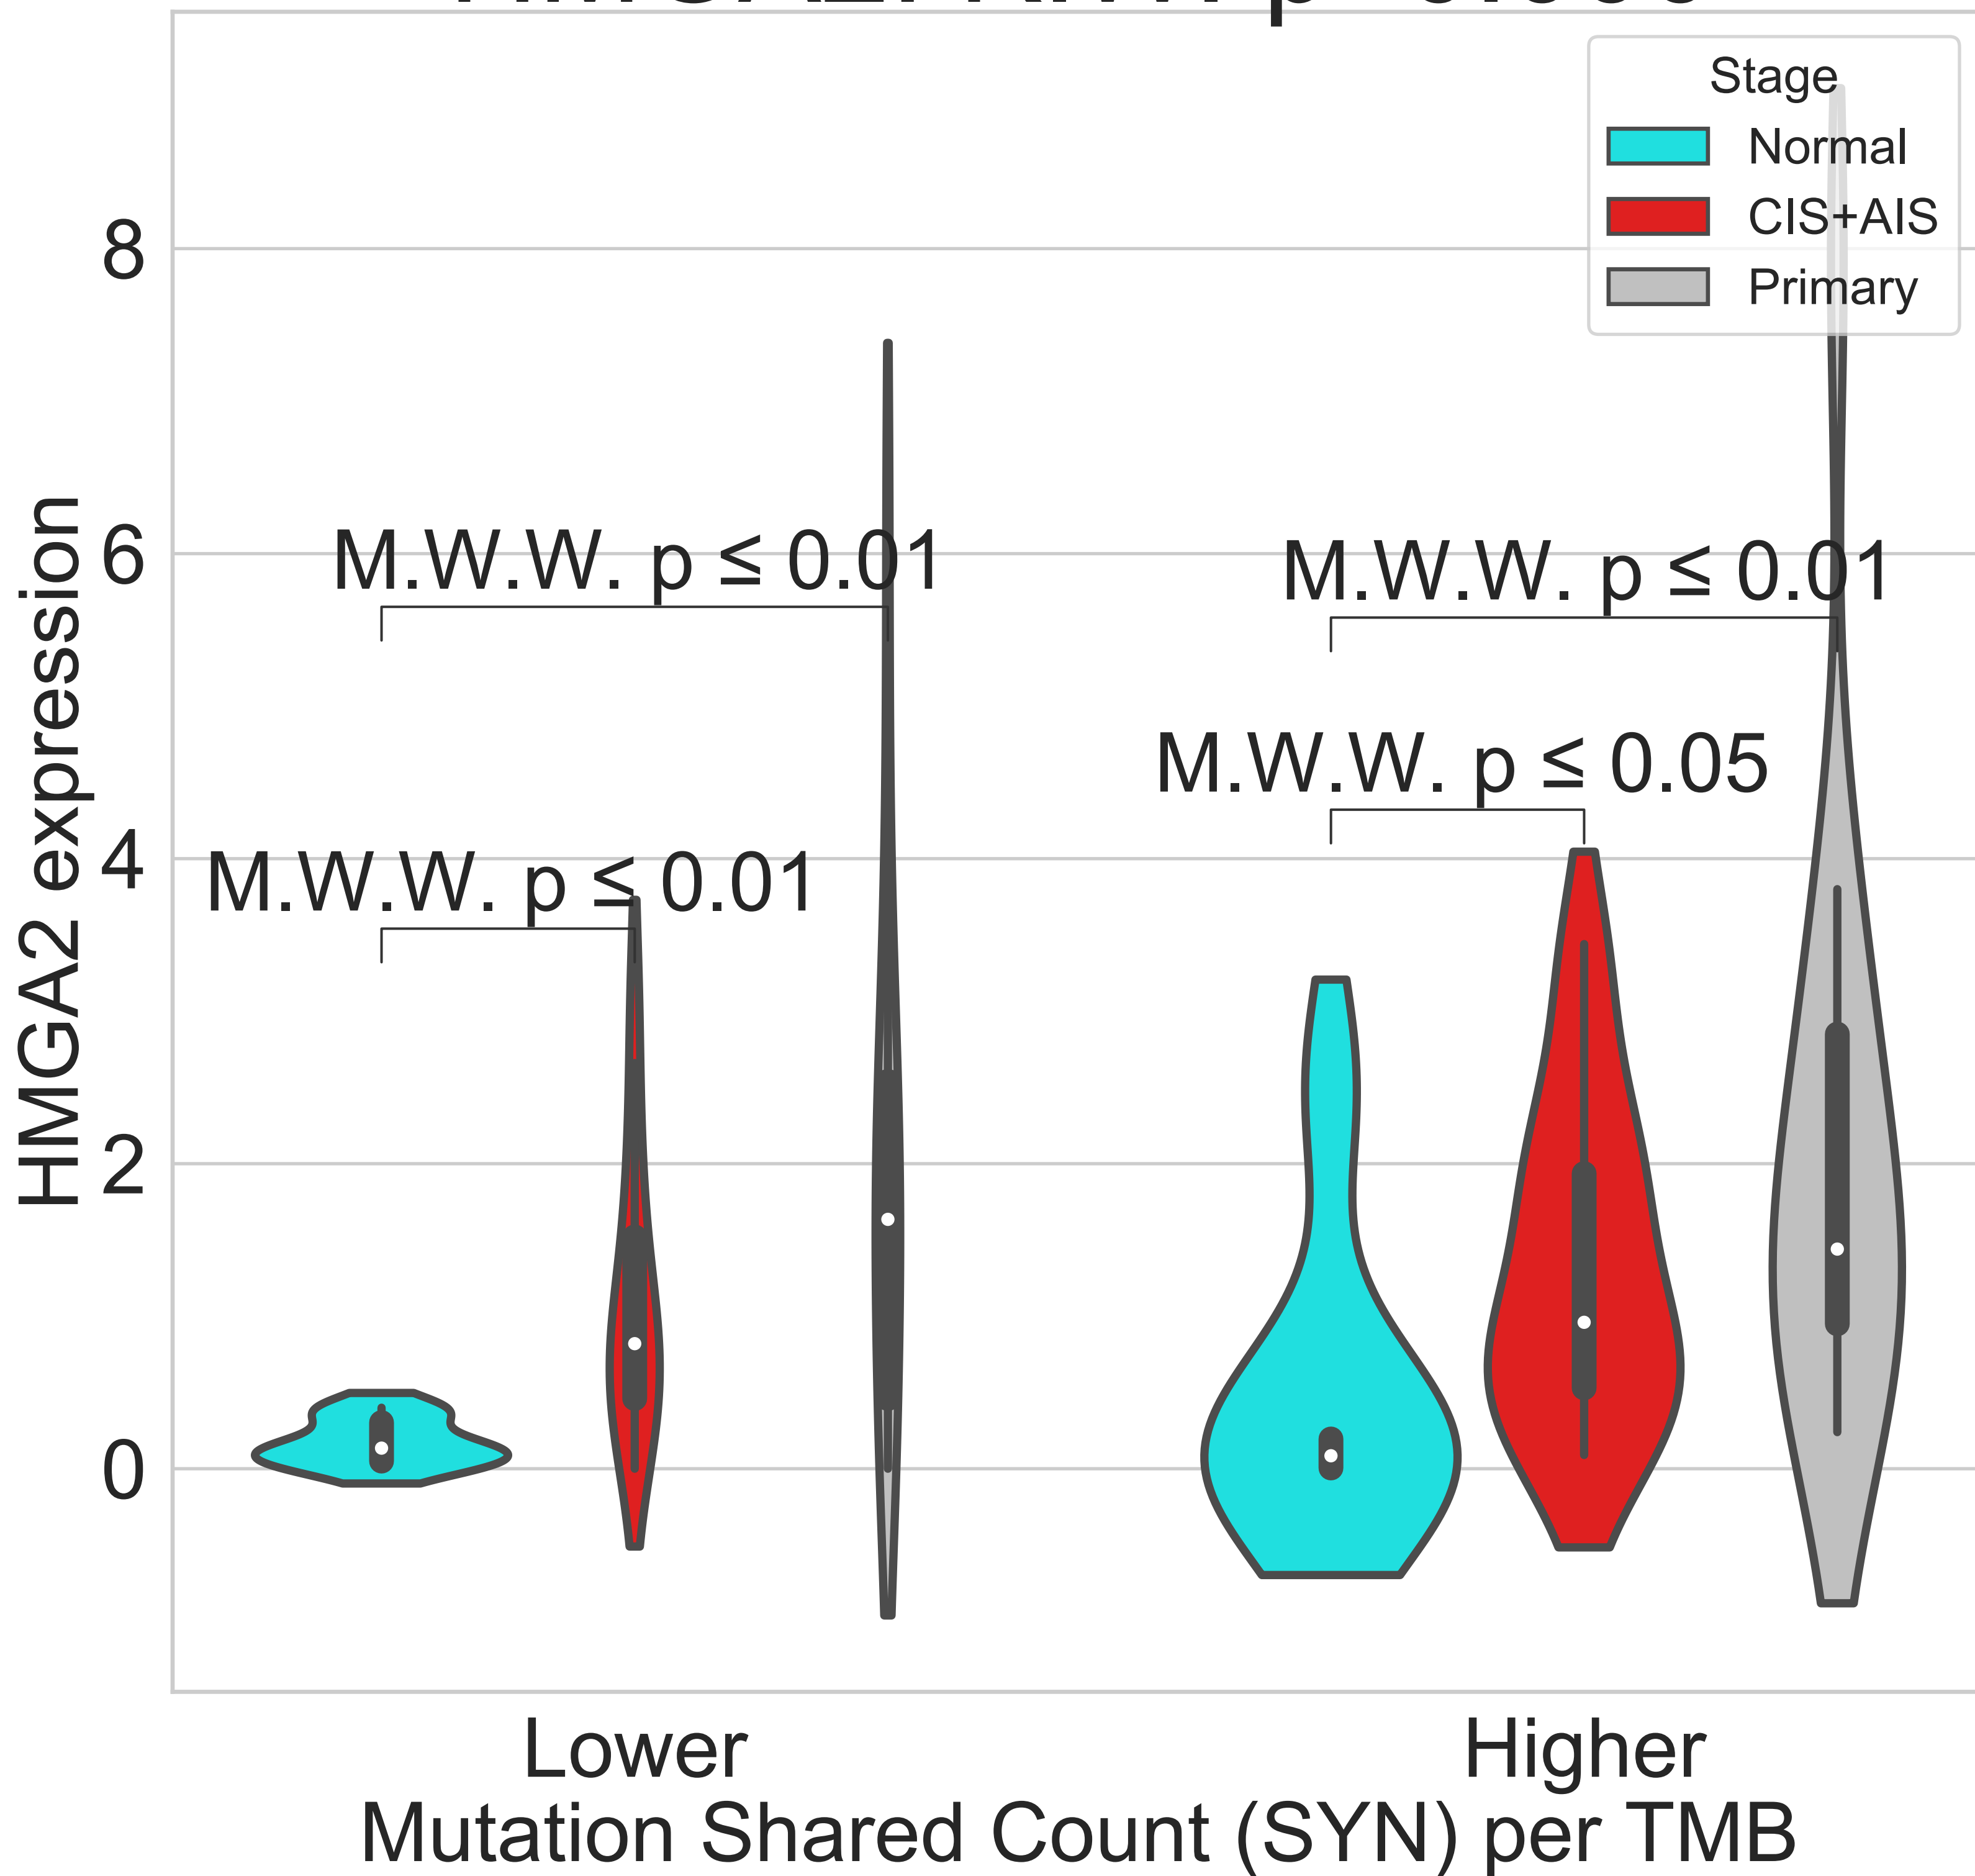 Stage
Normal
CIS+AIS
Primary
8
6
4
2
0
HMGA2 expression
M.W.W. p ≤ 0.01
M.W.W. p ≤ 0.01
M.W.W. p ≤ 0.05
M.W.W. p ≤ 0.01
Lower
Higher
Mutation Shared Count (SYN) per TMB